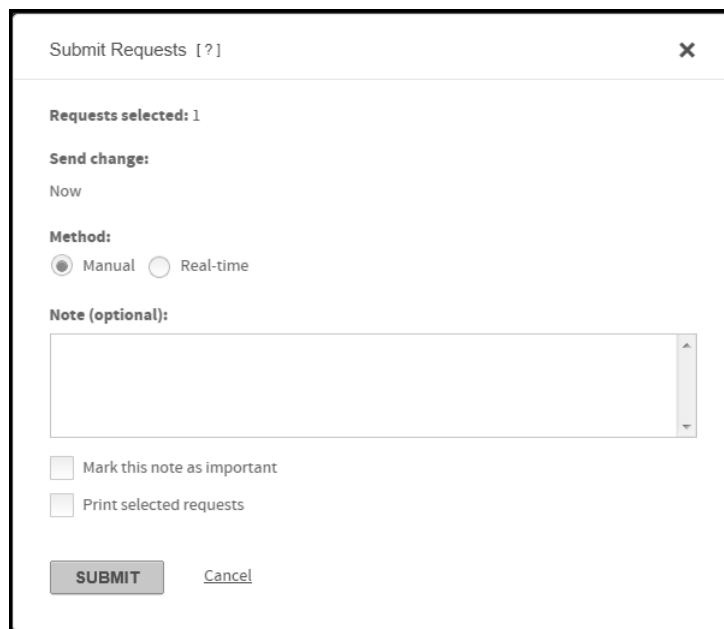 Submit Requests [?]
Requests selected: 1
Send change:
Now
Method:
Manual Real-time
Note (optional):
Mark this note as important
Print selected requests
SUBMIT Cancel